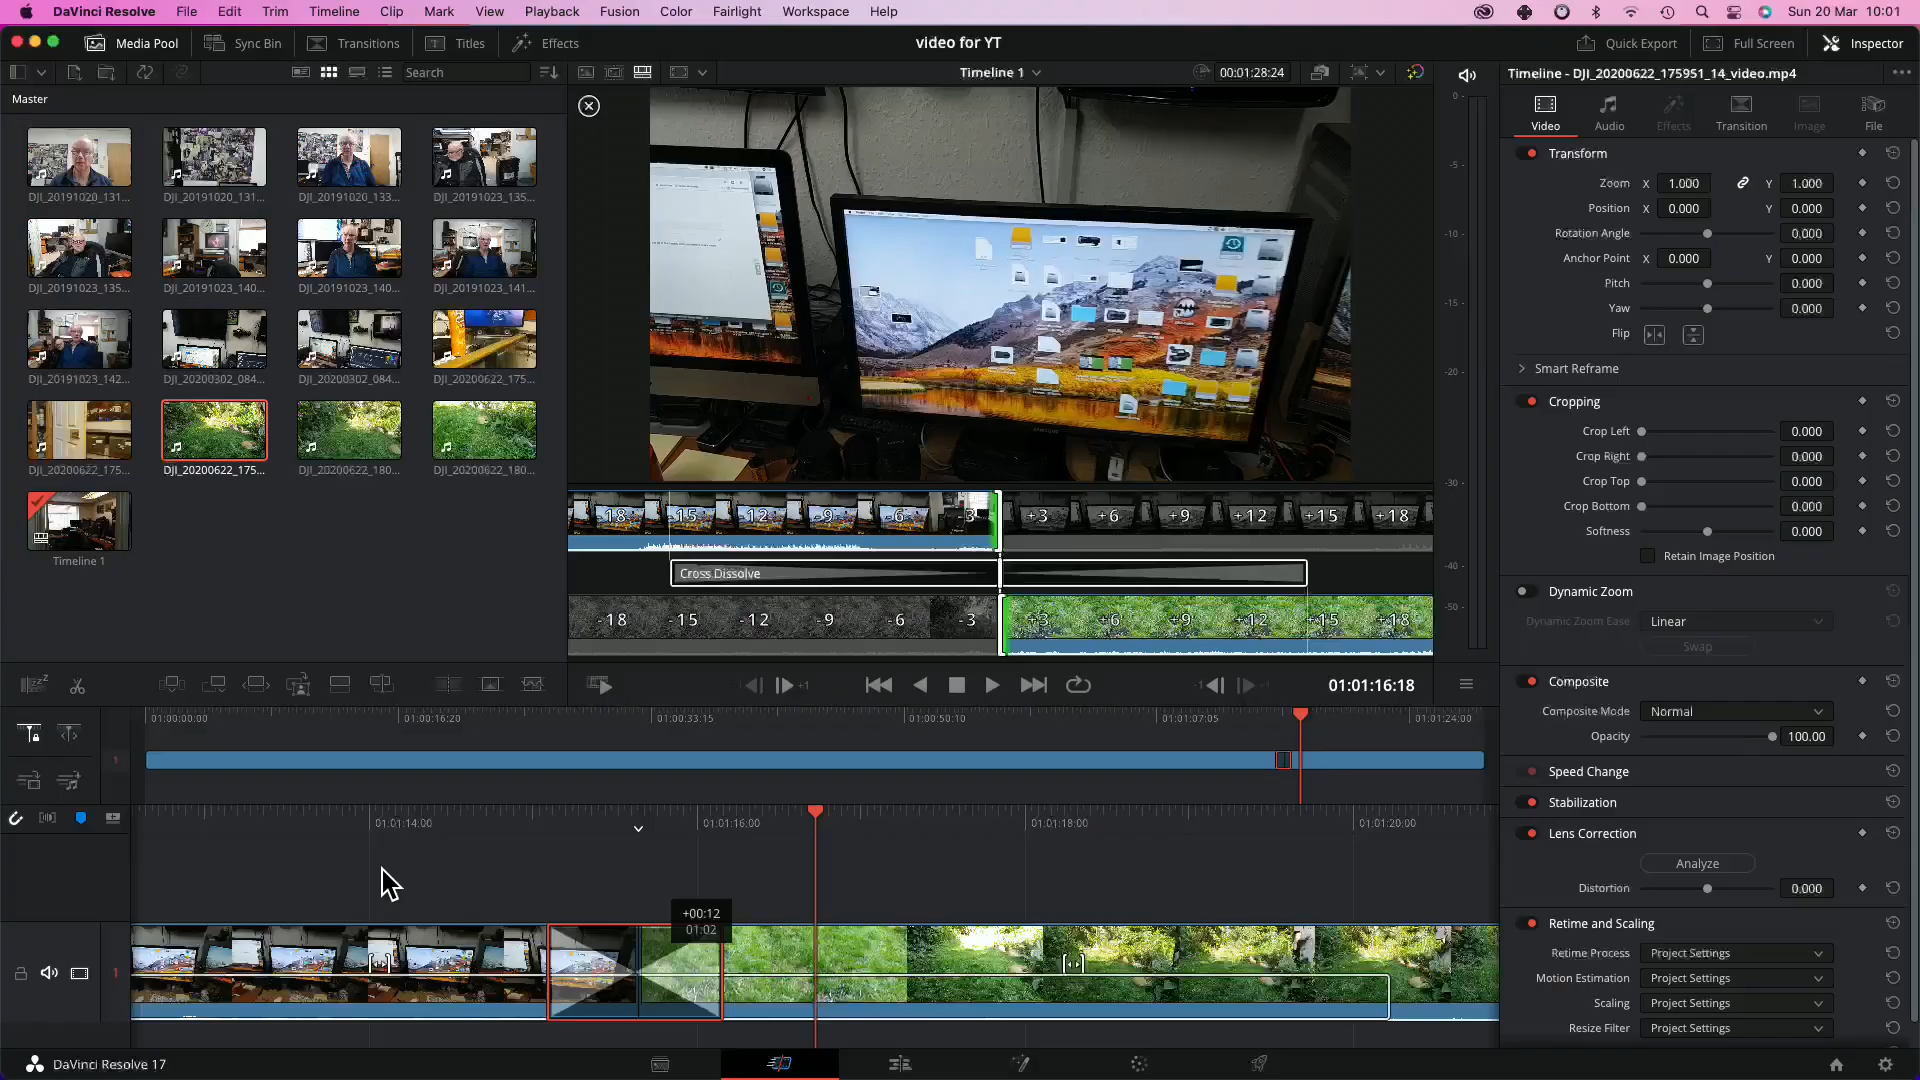 DaVinci Resolve File Edit Trim Timeline Clip Mark View Playback Fusion Color Fairlight Workspace Help Sun 20 Mar 10:01
Media Pool Sync Bin Transitions Titles Effects video for YT Quick Export Full Screen Inspector
Search Timeline 1 00:01:28:24 Timeline - DJI_20200622_175951_14_video.mp4
Master
Video Audio Effects Transition Image File
DJI_20191020_131... DJI_20191020_131... DJI_20191020_133... DJI_20191023_135...
DJI_20191023_135... DJI_20191023_140... DJI_20191023_140... DJI_20191023_141...
DJI_20191023_142... DJI_20200302_084... DJI_20200302_084... DJI_20200622_175...
DJI_20200622_175... DJI_20200622_175... DJI_20200622_180... DJI_20200622_180...
Timeline 1
0-
-5-
-10-
-15-
-20-
-30-
-40-
-50-
-18 -15 -12 -9 -6 -3 +3 +6 +9 +12 +15 +18
Cross Dissolve
-18 -15 -12 -9 -6 -3 +3 +6 +9 +12 +15 +18
+1 -1 01:01:16:18
Transform
Zoom X 1.000 Y 1.000
Position X 0.000 Y 0.000
Rotation Angle 0.000
Anchor Point X 0.000 Y 0.000
Pitch 0.000
Yaw 0.000
Flip
Smart Reframe
Cropping
Crop Left 0.000
Crop Right 0.000
Crop Top 0.000
Crop Bottom 0.000
Softness 0.000
Retain Image Position
Dynamic Zoom
Dynamic Zoom Ease Linear
Swap
Composite
Composite Mode Normal
Opacity 100.00
Speed Change
Stabilization
Lens Correction
Analyze
Distortion 0.000
Retime and Scaling
Retime Process Project Settings
Motion Estimation Project Settings
Scaling Project Settings
Resize Filter Project Settings
01:00:00:00 01:00:16:20 01:00:33:15 01:00:50:10 01:01:07:05 01:01:24:00
1
01:01:14:00 01:01:16:00 01:01:18:00 01:01:20:00
+00:12
01:02
1
DaVinci Resolve 17